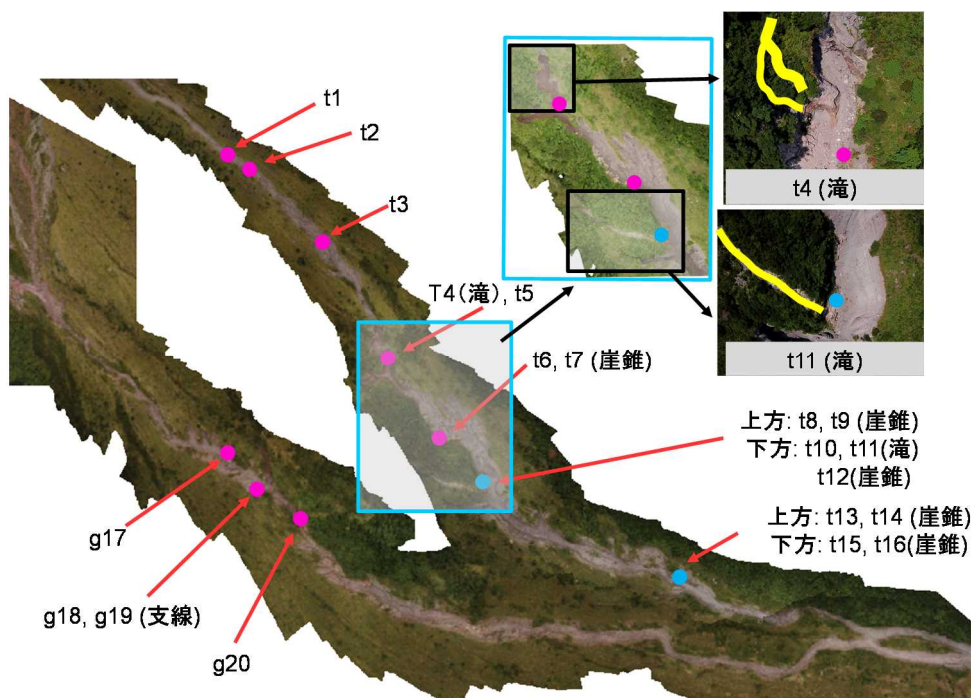 t1
t2
t3
T4(滝), t5
t6, t7 (崖錐)
t4 (滝)
t11 (滝)
上方: t8, t9 (崖錐)
下方: t10, t11(滝)
t12(崖錐)
上方: t13, t14 (崖錐)
下方: t15, t16(崖錐)
g17
g18, g19 (支線)
g20